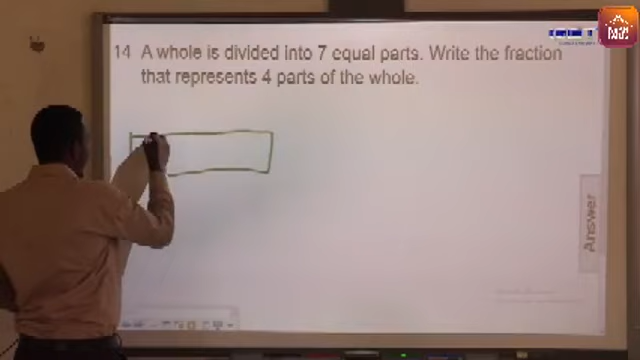 14 A whole is divided into 7 equal parts. Write the fraction
that represents 4 parts of the whole.
Answer